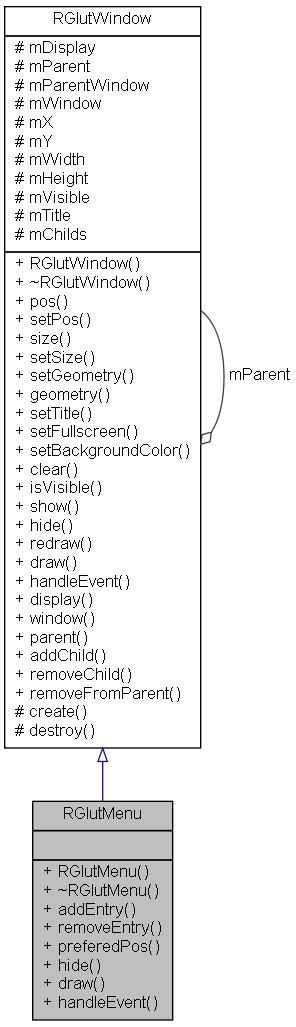 RGlutWindow
# mDisplay
# mParent
# mParentWindow
# mWindow
# mX
# mY
# mWidth
# mHeight
# mVisible
# mTitle
# mChilds
+ RGlutWindow()
+ ~RGlutWindow()
+ pos()
+ setPos()
+ size()
+ setSize()
+ setGeometry()
+ geometry()
+ setTitle()
+ setFullscreen()
+ setBackgroundColor()
+ clear()
+ isVisible()
+ show()
+ hide()
+ redraw()
+ draw()
+ handleEvent()
+ display()
+ window()
+ parent()
+ addChild()
+ removeChild()
+ removeFromParent()
# create()
# destroy()
mParent
RGlutMenu
+ RGlutMenu()
+ ~RGlutMenu()
+ addEntry()
+ removeEntry()
+ preferedPos()
+ hide()
+ draw()
+ handleEvent()